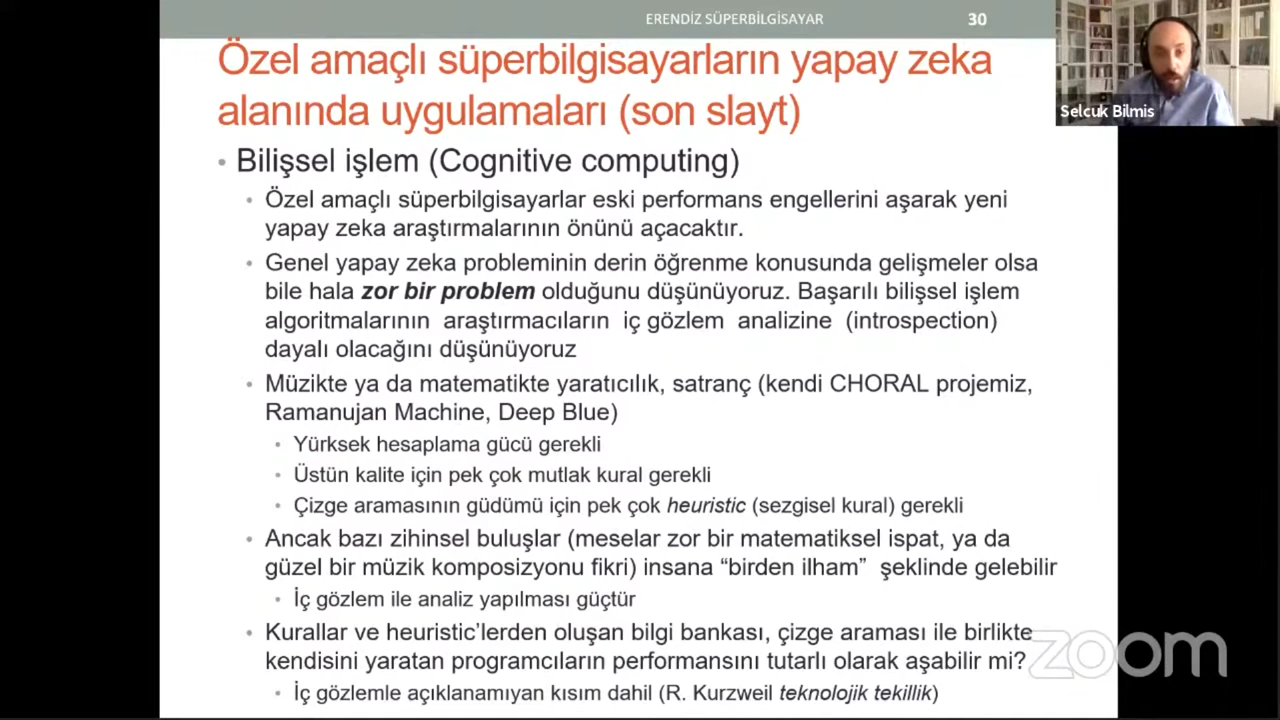 ERENDİZ SÜPERBİLGİSAYAR
30
Özel amaçlı süperbilgisayarların yapay zeka
alanında uygulamaları (son slayt)
Selcuk Bilmis
• Bilişsel işlem (Cognitive computing)
• Özel amaçlı süperbilgisayarlar eski performans engellerini aşarak yeni
yapay zeka araştırmalarının önünü açacaktır.
• Genel yapay zeka probleminin derin öğrenme konusunda gelişmeler olsa
bile hala zor bir problem olduğunu düşünüyoruz. Başarılı bilişsel işlem
algoritmalarının araştırmacıların iç gözlem analizine (introspection)
dayalı olacağını düşünüyoruz
• Müzikte ya da matematikte yaratıcılık, satranç (kendi CHORAL projemiz,
Ramanujan Machine, Deep Blue)
• Yürksek hesaplama gücü gerekli
• Üstün kalite için pek çok mutlak kural gerekli
• Çizge aramasının güdümü için pek çok heuristic (sezgisel kural) gerekli
• Ancak bazı zihinsel buluşlar (meselar zor bir matematiksel ispat, ya da
güzel bir müzik komposizyonu fikri) insana “birden ilham” şeklinde gelebilir
• İç gözlem ile analiz yapılması güçtür
• Kurallar ve heuristic’lerden oluşan bilgi bankası, çizge araması ile birlikte
kendisini yaratan programcıların performansını tutarlı olarak aşabilir mi?
• İç gözlemle açıklanamıyan kısım dahil (R. Kurzweil teknolojik tekillik)
zoom